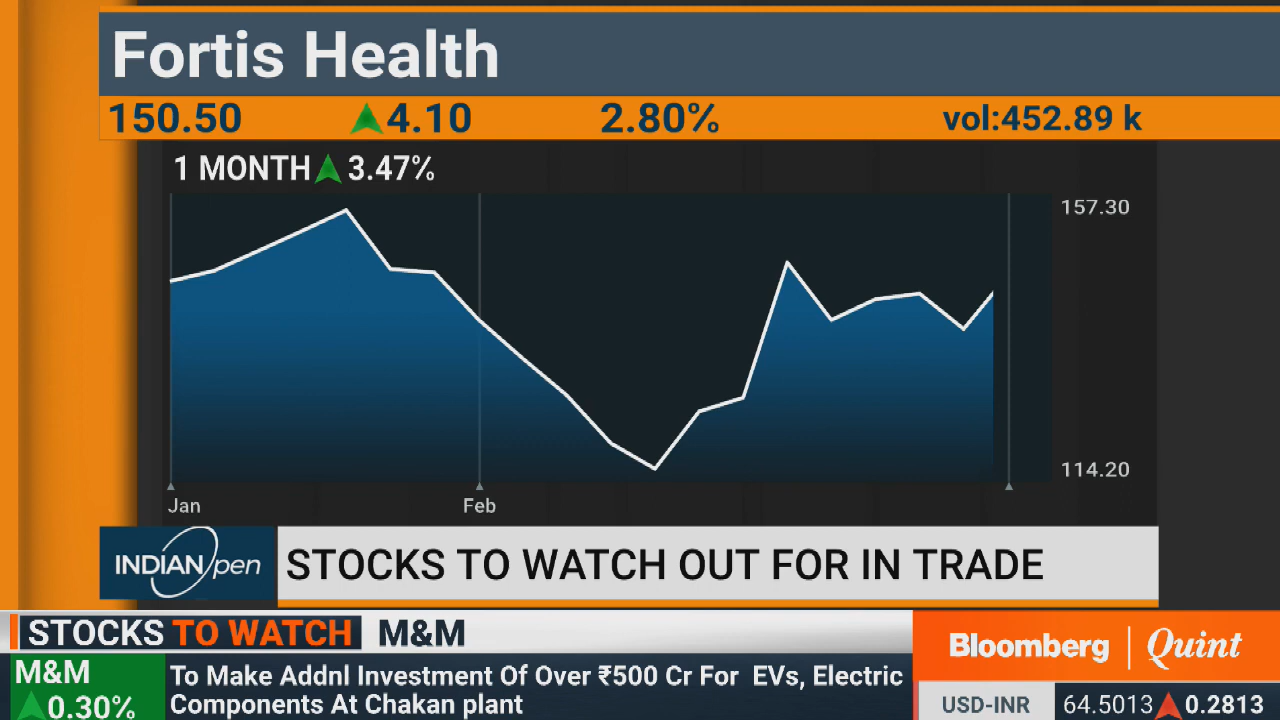 Fortis Health
150.50 4.10 2.80% vol:452.89 k
1 MONTH 3.47%
157.30
114.20
Jan Feb
INDIAN pen STOCKS TO WATCH OUT FOR IN TRADE
STOCKS TO WATCH M&M
Bloomberg | Quint
M&M
To Make Addnl Investment Of Over ₹500 Cr For EVs, Electric
0.30%
Components At Chakan plant
USD-INR 64.5013 0.2813